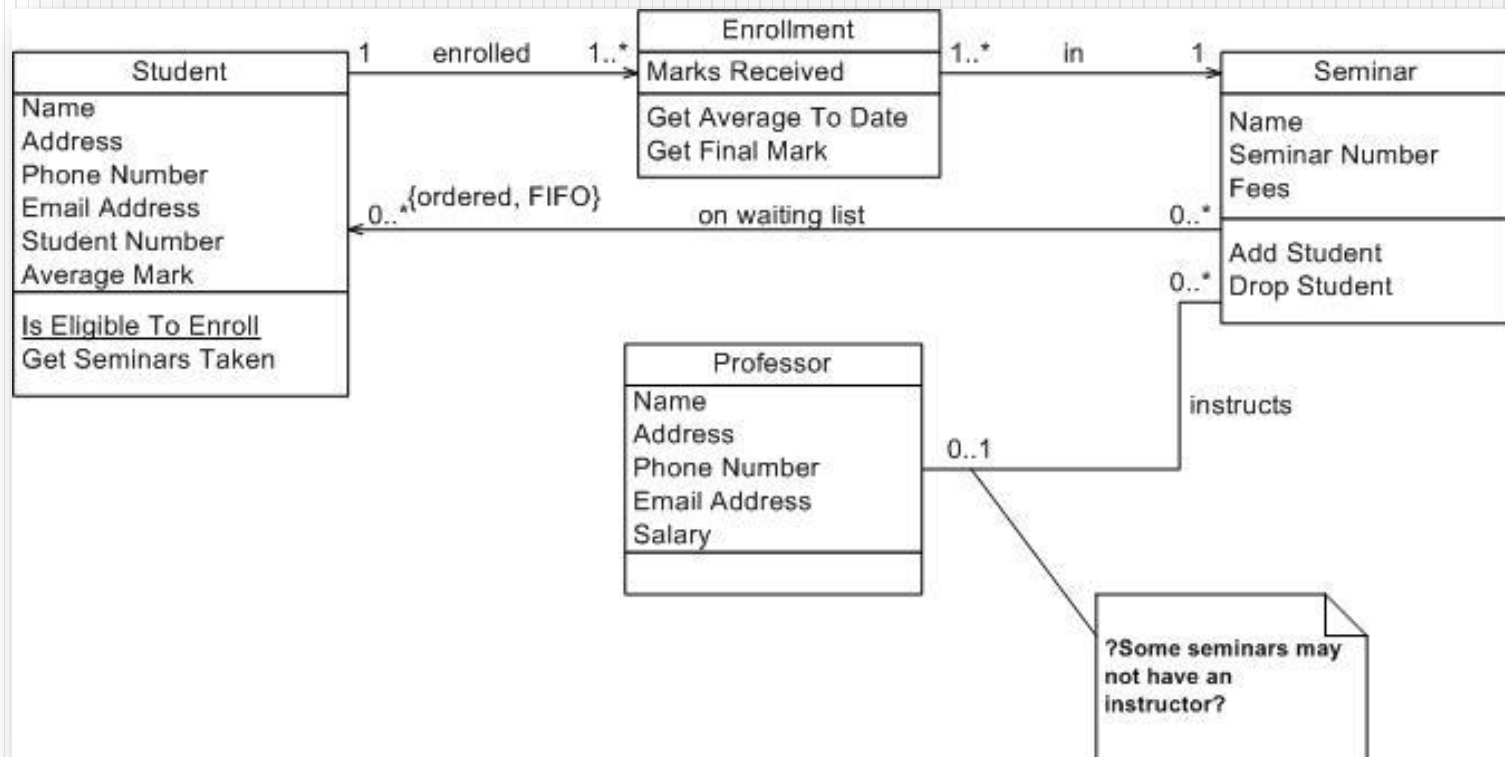 Enrollment
Marks Received
Get Average To Date
Get Final Mark
1 enrolled 1..*
1..* in 1
Student
Name
Address
Phone Number
Email Address
Student Number
Average Mark
Is Eligible To Enroll
Get Seminars Taken
Seminar
Name
Seminar Number
Fees
Add Student
Drop Student
0..* {ordered, FIFO} on waiting list 0..*
0..*
instructs
0..1
Professor
Name
Address
Phone Number
Email Address
Salary
?Some seminars may
not have an
instructor?